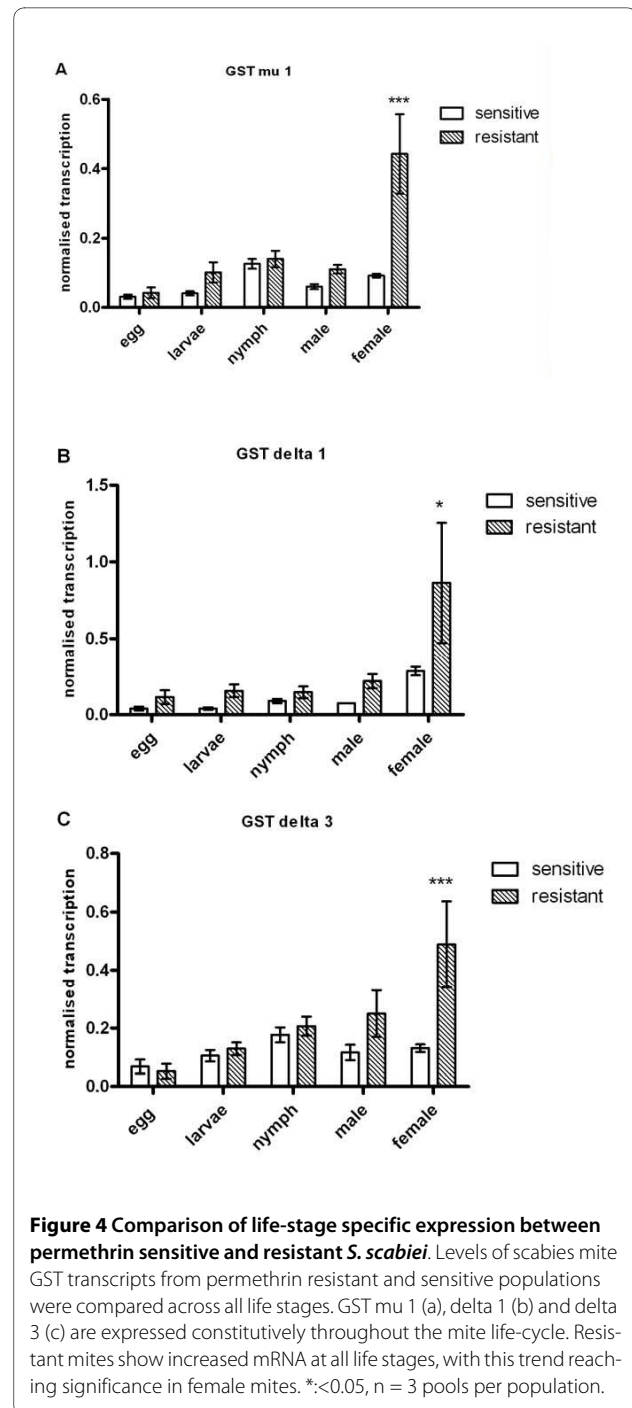 A
GST mu 1
normalised transcription
0.6
0.4
0.2
0.0
***
sensitive
resistant
egg
larvae
nymph
male
female
B
GST delta 1
normalised transcription
1.5
1.0
0.5
0.0
*
sensitive
resistant
egg
larvae
nymph
male
female
C
GST delta 3
normalised transcription
0.8
0.6
0.4
0.2
0.0
***
sensitive
resistant
egg
larvae
nymph
male
female
Figure 4 Comparison of life-stage specific expression between
permethrin sensitive and resistant S. scabiei. Levels of scabies mite
GST transcripts from permethrin resistant and sensitive populations
were compared across all life stages. GST mu 1 (a), delta 1 (b) and delta
3 (c) are expressed constitutively throughout the mite life-cycle. Resis-
tant mites show increased mRNA at all life stages, with this trend reach-
ing significance in female mites. *:<0.05, n = 3 pools per population.